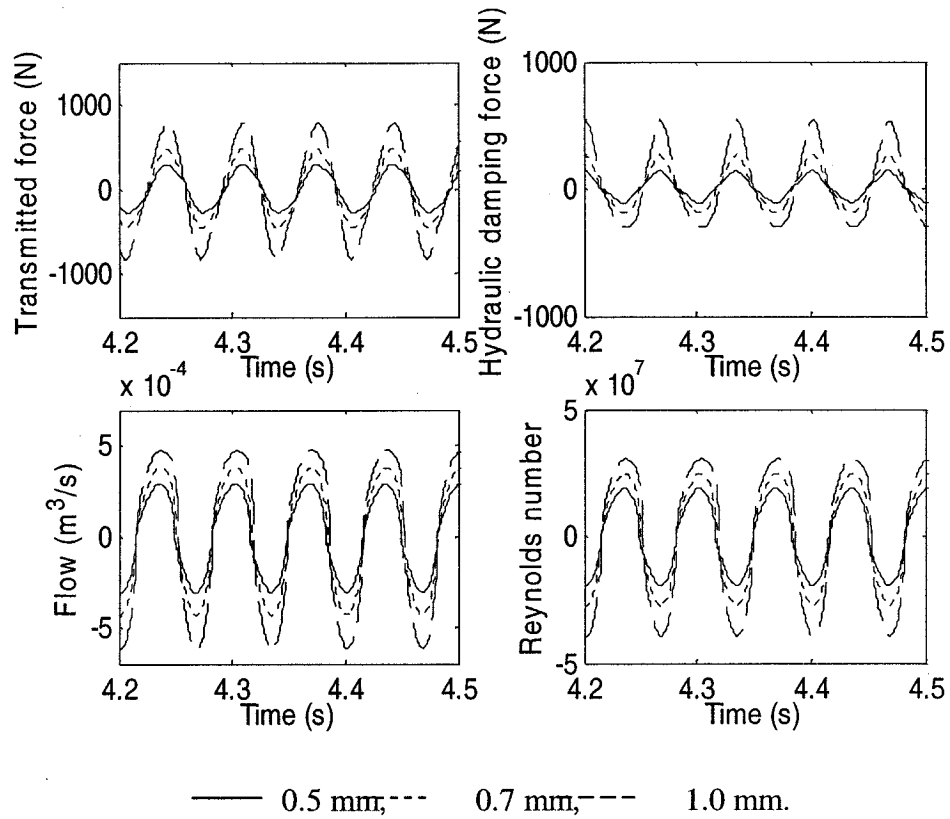 Transmitted force (N)
1000
0
-1000
4.2 4.3 4.4 4.5
Time (s)
Hydraulic damping force (N)
1000
0
-1000
4.2 4.3 4.4 4.5
Time (s)
x 10-4
Flow (m3/s)
5
0
-5
4.2 4.3 4.4 4.5
Time (s)
x 107
Reynolds number
5
0
-5
4.2 4.3 4.4 4.5
Time (s)
0.5 mm, 0.7 mm, 1.0 mm.